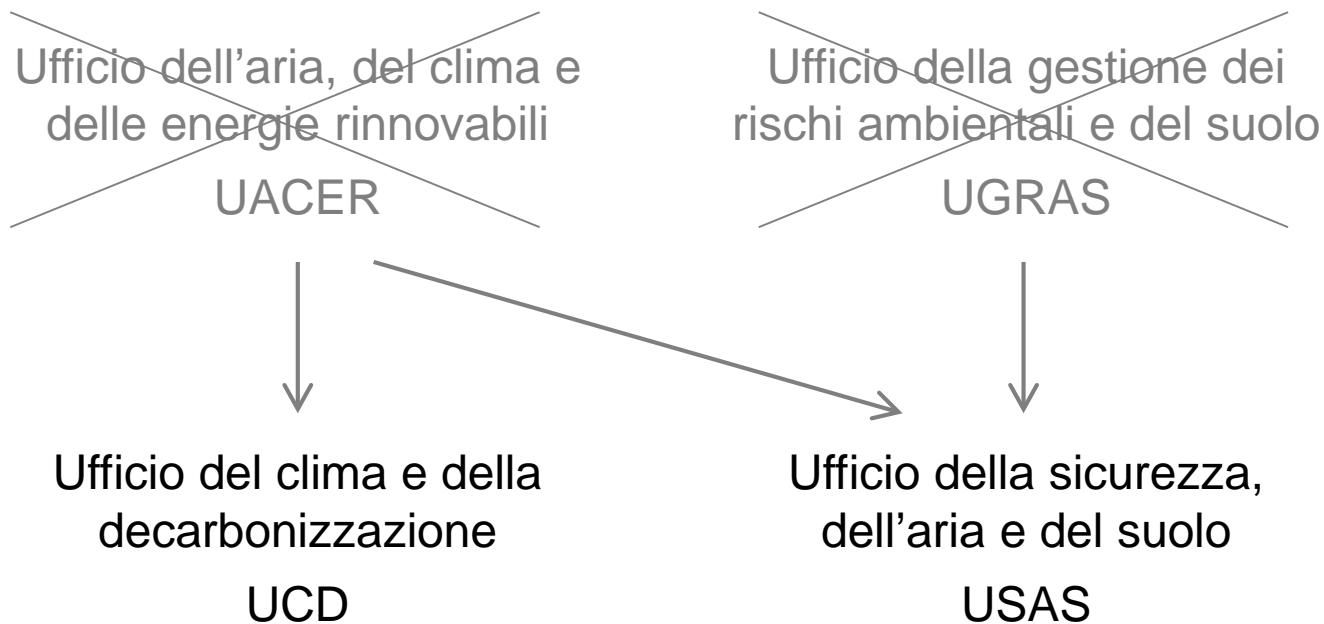 Ufficio dell’aria, del clima e
delle energie rinnovabili
UACER
Ufficio della gestione dei
rischi ambientali e del suolo
UGRAS
Ufficio del clima e della
decarbonizzazione
UCD
Ufficio della sicurezza,
dell’aria e del suolo
USAS